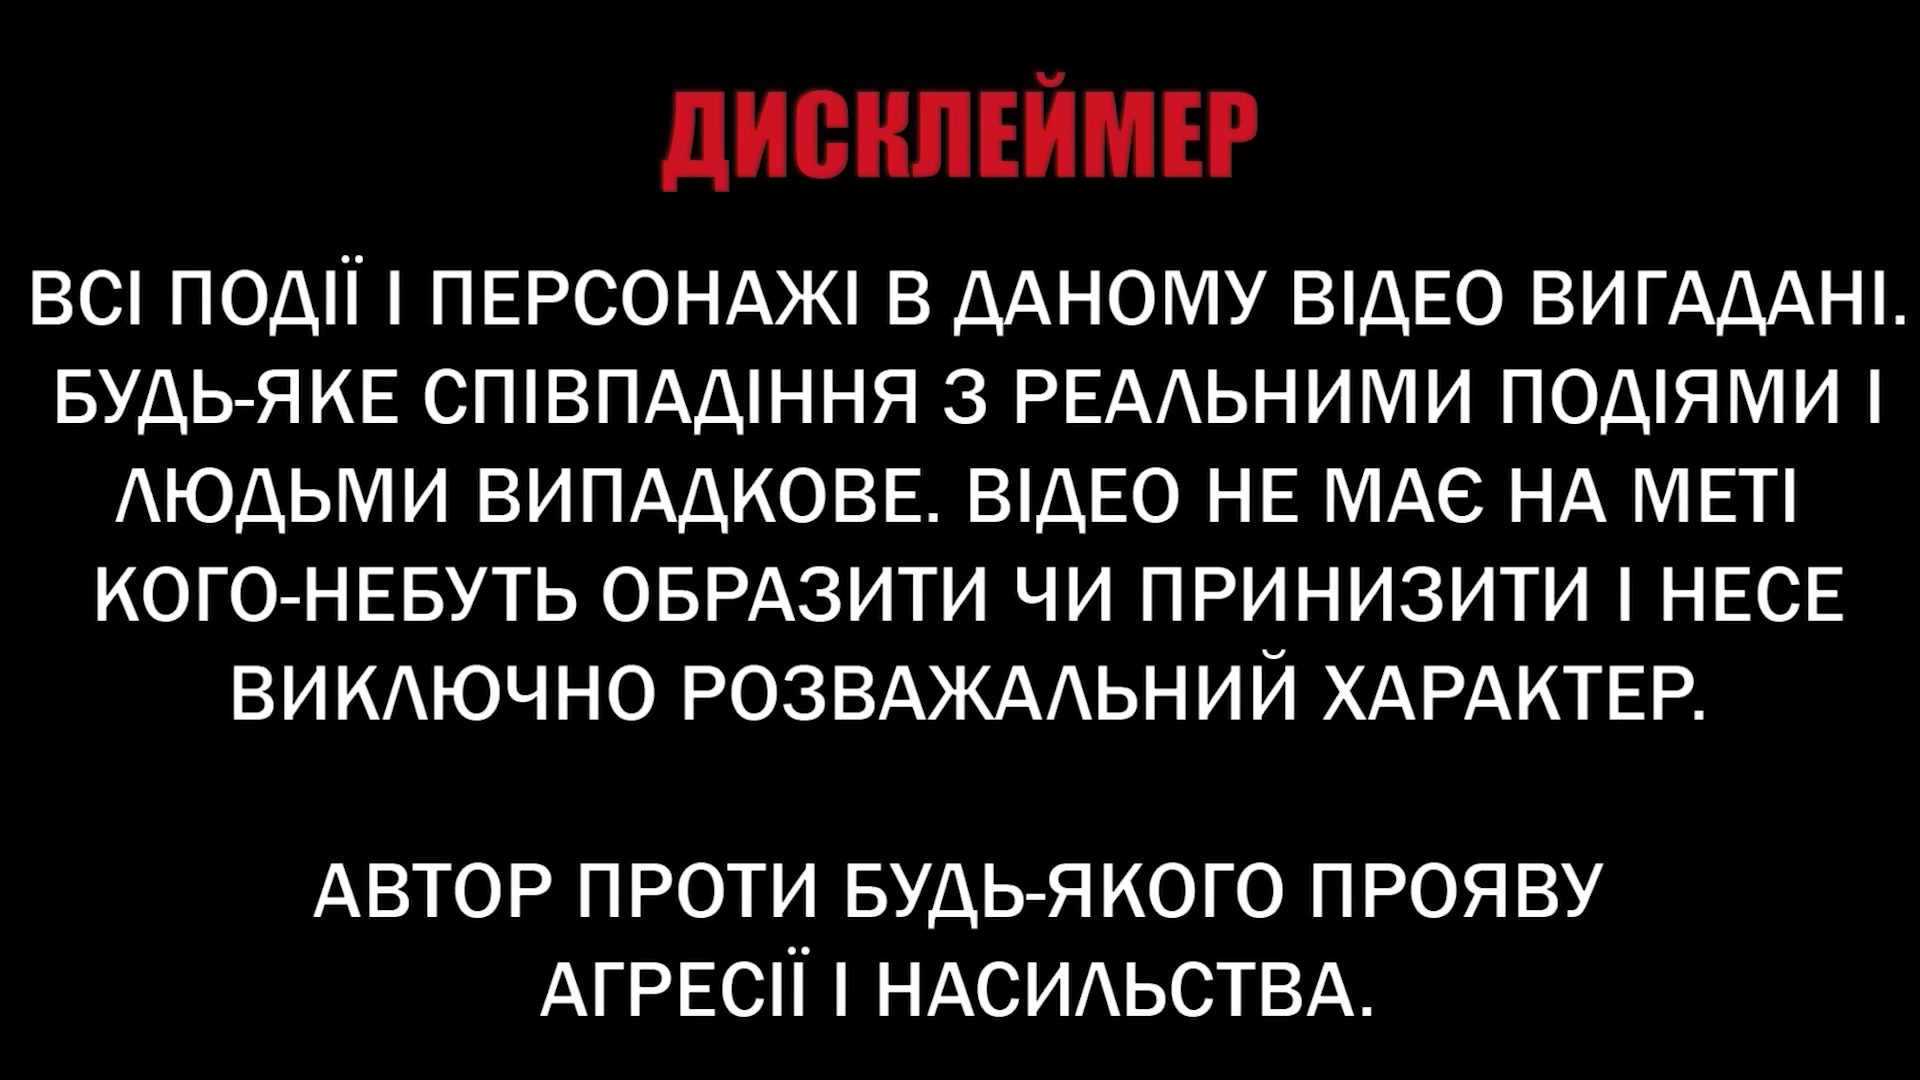 ДИСКЛЕЙМЕР
ВСІ ПОДІЇ І ПЕРСОНАЖІ В ДАНОМУ ВІДЕО ВИГАДАНІ.
БУДЬ-ЯКЕ СПІВПАДІННЯ З РЕАЛЬНИМИ ПОДІЯМИ І
ЛЮДЬМИ ВИПАДКОВЕ. ВІДЕО НЕ МАЄ НА МЕТІ
КОГО-НЕБУТЬ ОБРАЗИТИ ЧИ ПРИНИЗИТИ І НЕСЕ
ВИКЛЮЧНО РОЗВАЖАЛЬНИЙ ХАРАКТЕР.
АВТОР ПРОТИ БУДЬ-ЯКОГО ПРОЯВУ
АГРЕСІЇ І НАСИЛЬСТВА.